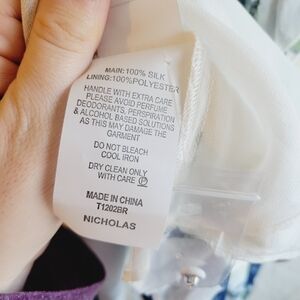 MAIN:100% SILK
LINING:100%POLYESTER
HANDLE WITH EXTRA CARE
PLEASE AVOID PERFUME,
DEODORANTS, PERSPIRATION
& ALCOHOL BASED SOLUTIONS
AS THIS MAY DAMAGE THE
GARMENT
DO NOT BLEACH
COOL IRON
DRY CLEAN ONLY
WITH CARE Ⓟ
MADE IN CHINA
T1202BR
NICHOLAS